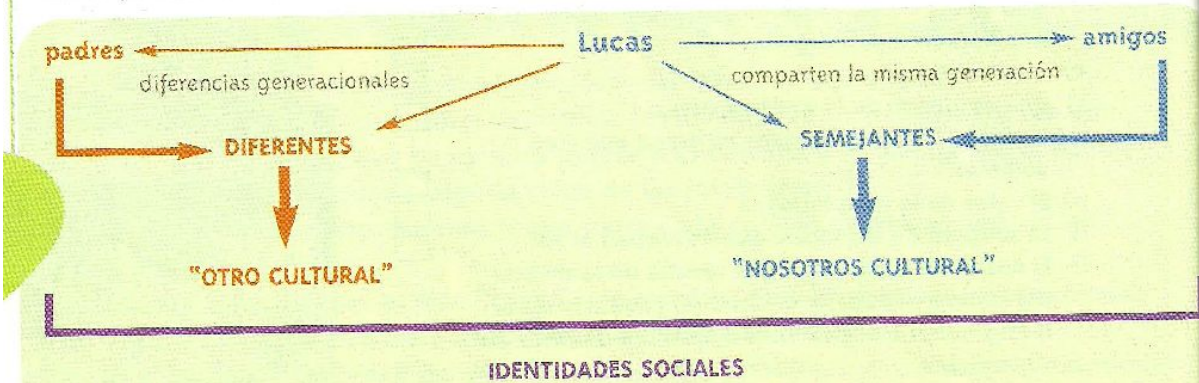 padres Lucas amigos
diferencias generacionales comparten la misma generación
DIFERENTES SEMEJANTES
"OTRO CULTURAL" "NOSOTROS CULTURAL"
IDENTIDADES SOCIALES